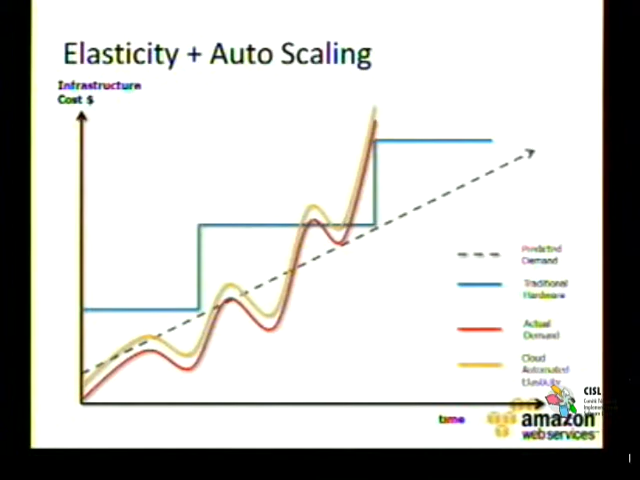 Elasticity + Auto Scaling
Infrastructure
Cost $
Predicted
Demand
Traditional
Hardware
Actual
Demand
Cloud
Automated
Elasticity
CISL
time
amazon
web services